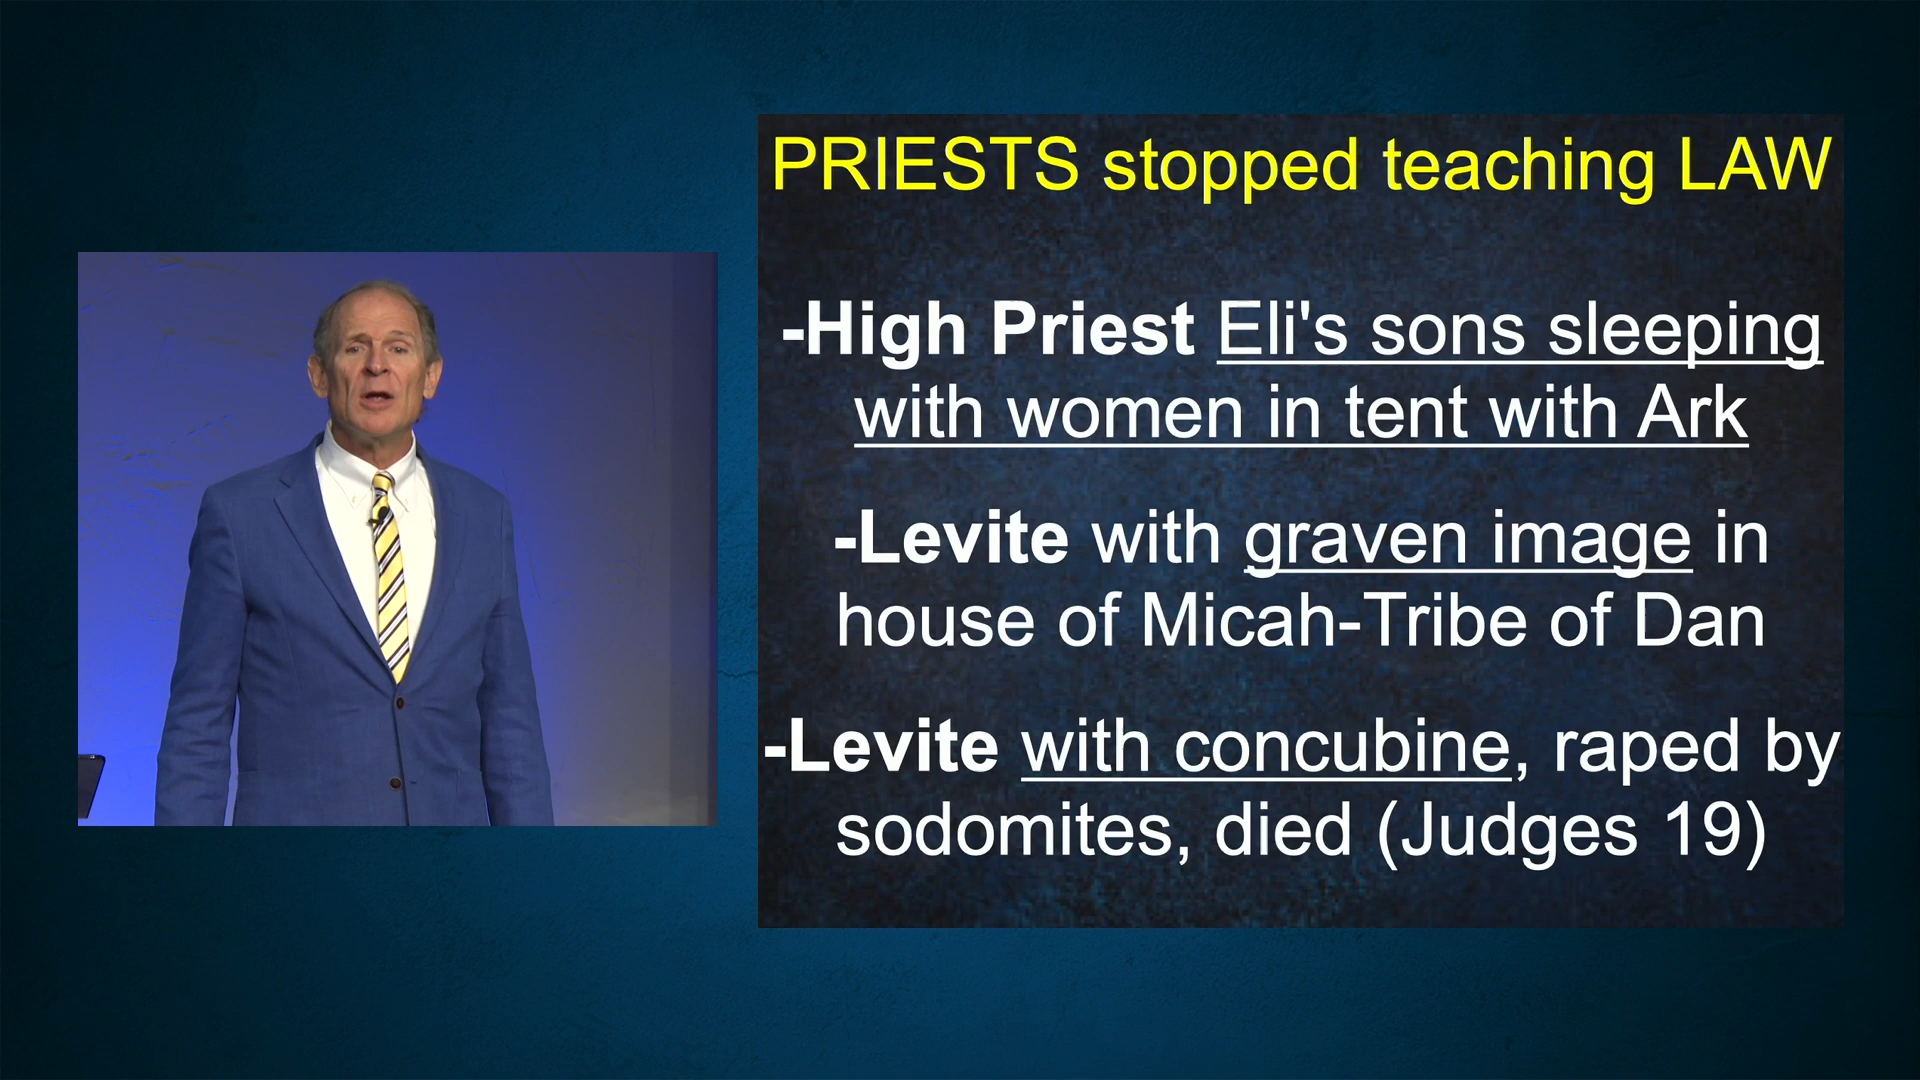 PRIESTS stopped teaching LAW
-High Priest Eli's sons sleeping
with women in tent with Ark
-Levite with graven image in
house of Micah-Tribe of Dan
-Levite with concubine, raped by
sodomites, died (Judges 19)